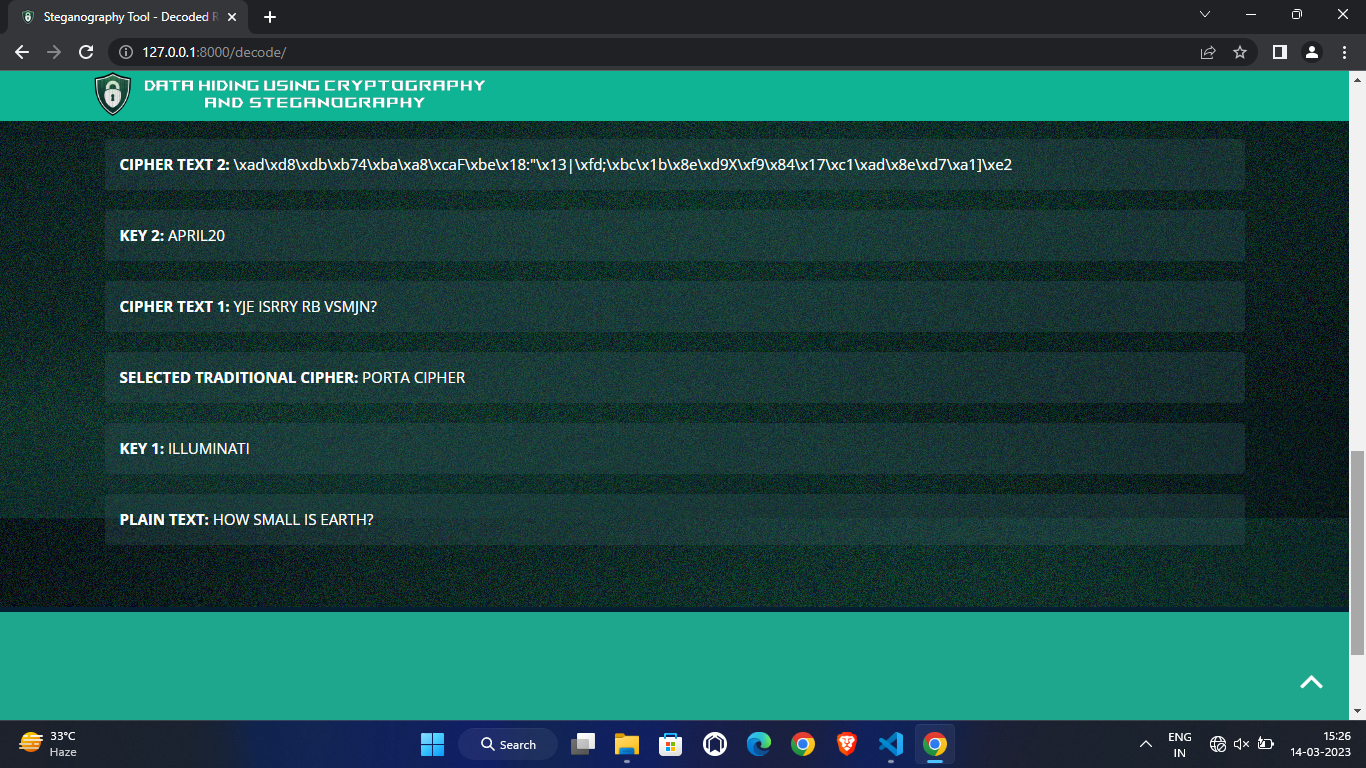 Steganography Tool - Decoded R
127.0.0.1:8000/decode/
DATA HIDING USING CRYPTOGRAPHY
AND STEGANOGRAPHY
CIPHER TEXT 2: \xad\xd8\xdb\xb74\xba\xa8\xcaF\xbe\x18:"\x13|\xfd;\xbc\x1b\x8e\xd9X\xf9\x84\x17\xc1\xad\x8e\xd7\xa1]\xe2
KEY 2: APRIL20
CIPHER TEXT 1: YJE ISRRY RB VSMJN?
SELECTED TRADITIONAL CIPHER: PORTA CIPHER
KEY 1: ILLUMINATI
PLAIN TEXT: HOW SMALL IS EARTH?
33°C
Haze
Search
ENG
IN
15:26
14-03-2023